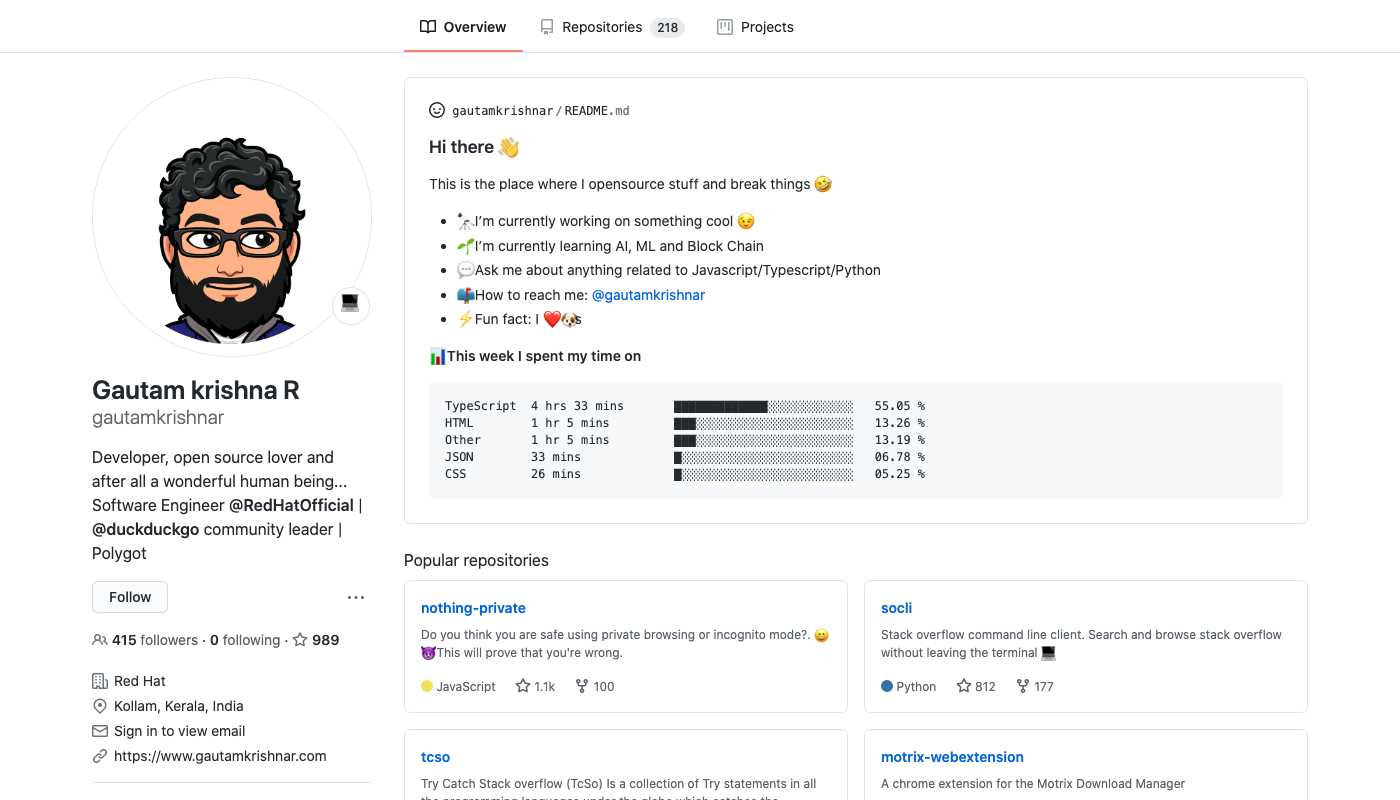 Overview
Repositories 218
Projects
Gautam krishna R
gautamkrishnar
Developer, open source lover and
after all a wonderful human being...
Software Engineer @RedHatOfficial |
@duckduckgo community leader |
Polygot
Follow
415 followers · 0 following · 989
Red Hat
Kollam, Kerala, India
Sign in to view email
https://www.gautamkrishnar.com
gautamkrishnar/README.md
Hi there 👋
This is the place where I opensource stuff and break things 🤣
🔭I’m currently working on something cool 😉
🌱I’m currently learning AI, ML and Block Chain
💬Ask me about anything related to Javascript/Typescript/Python
📫How to reach me: @gautamkrishnar
⚡Fun fact: I ❤️🐶s
📊This week I spent my time on
TypeScript 4 hrs 33 mins █████████████░░░░░░░░░░░░ 55.05 %
HTML 1 hr 5 mins ███░░░░░░░░░░░░░░░░░░░░░░ 13.26 %
Other 1 hr 5 mins ███░░░░░░░░░░░░░░░░░░░░░░ 13.19 %
JSON 33 mins █░░░░░░░░░░░░░░░░░░░░░░░░ 06.78 %
CSS 26 mins █░░░░░░░░░░░░░░░░░░░░░░░░ 05.25 %
Popular repositories
nothing-private
Do you think you are safe using private browsing or incognito mode?. 😄
👿This will prove that you're wrong.
JavaScript 1.1k 100
socli
Stack overflow command line client. Search and browse stack overflow
without leaving the terminal 💻
Python 812 177
tcso
Try Catch Stack overflow (TcSo) Is a collection of Try statements in all
the programming languages under the globe which catches the
motrix-webextension
A chrome extension for the Motrix Download Manager